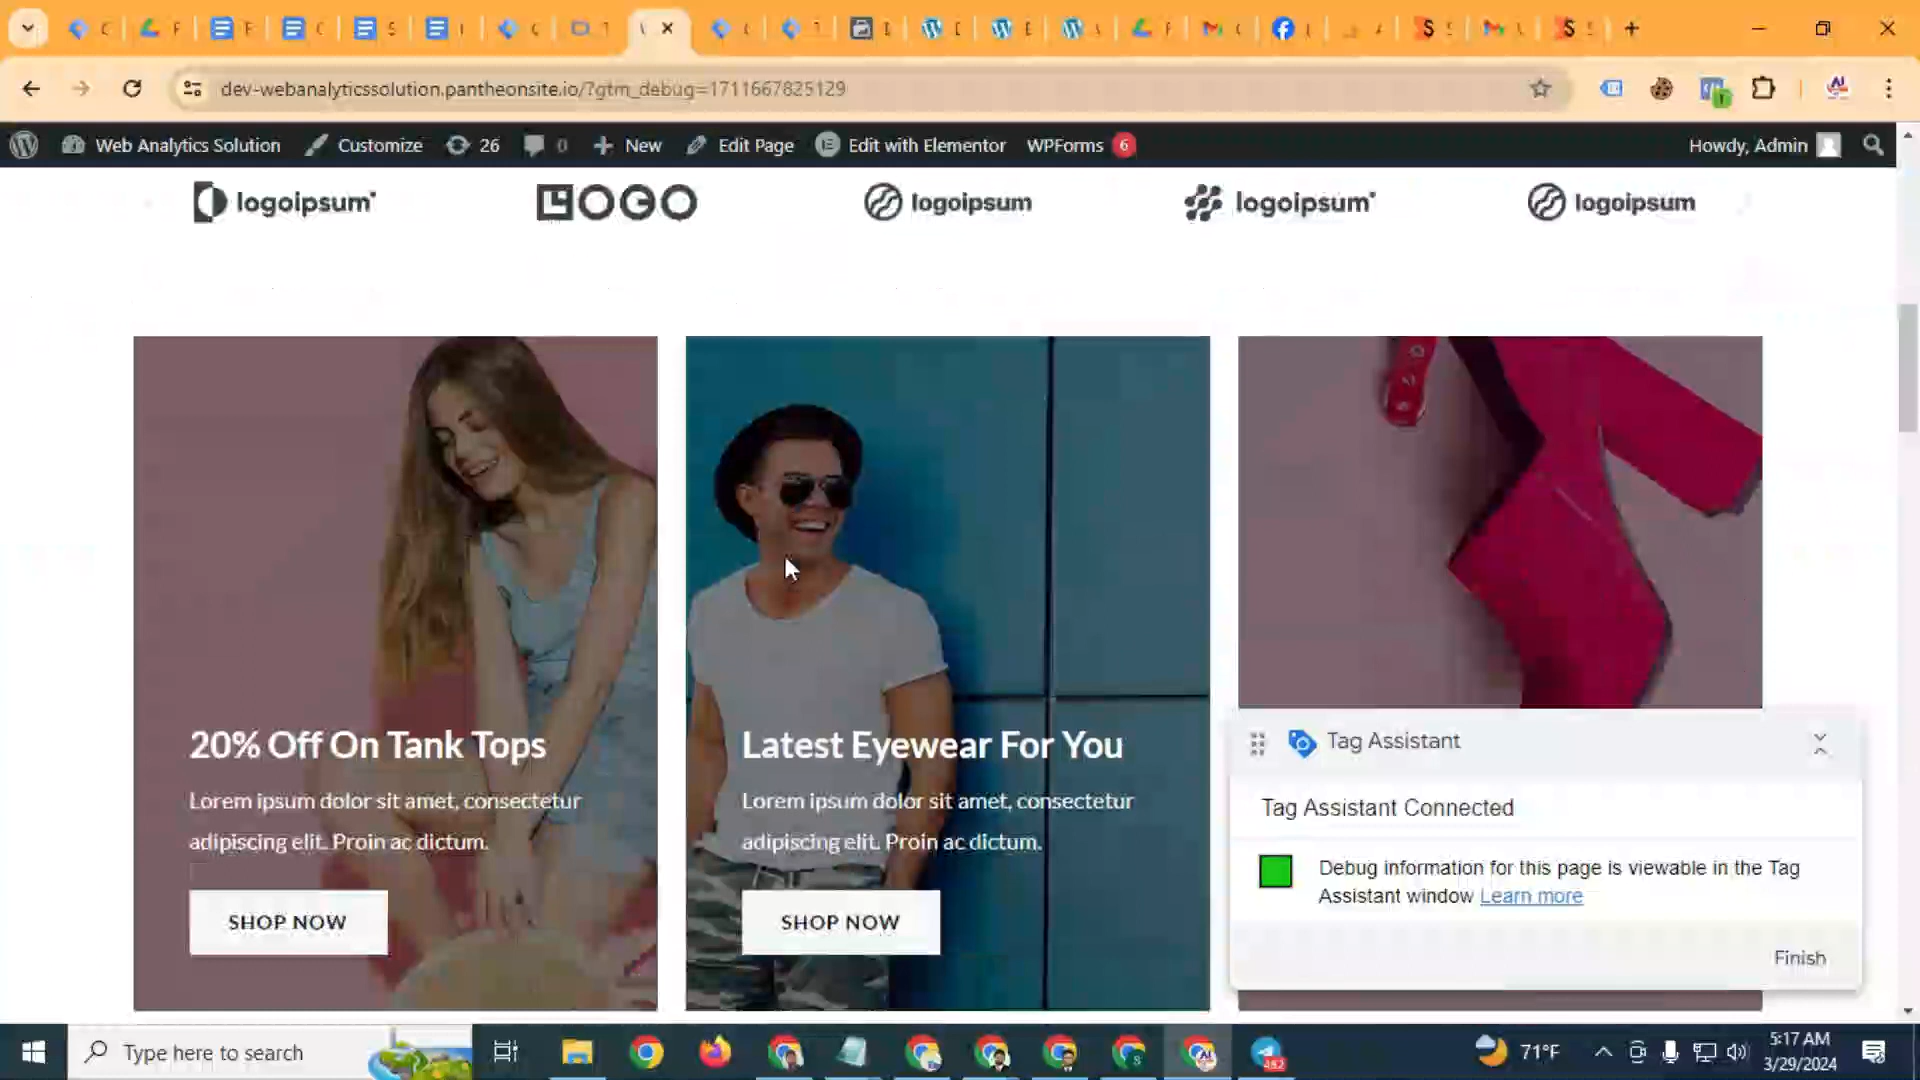 dev-webanalyticssolution.pantheonsite.io/?gtm_debug=1711667825129
Web Analytics Solution Customize 26 0 New Edit Page Edit with Elementor WPForms 6 Howdy, Admin
logoipsum LOGO logoipsum logoipsum logoipsum
20% Off On Tank Tops
Lorem ipsum dolor sit amet, consectetur
adipiscing elit. Proin ac dictum.
SHOP NOW
Latest Eyewear For You
Lorem ipsum dolor sit amet, consectetur
adipiscing elit. Proin ac dictum.
SHOP NOW
Tag Assistant
Tag Assistant Connected
Debug information for this page is viewable in the Tag
Assistant window Learn more
Finish
Type here to search
71°F
5:17 AM
3/29/2024